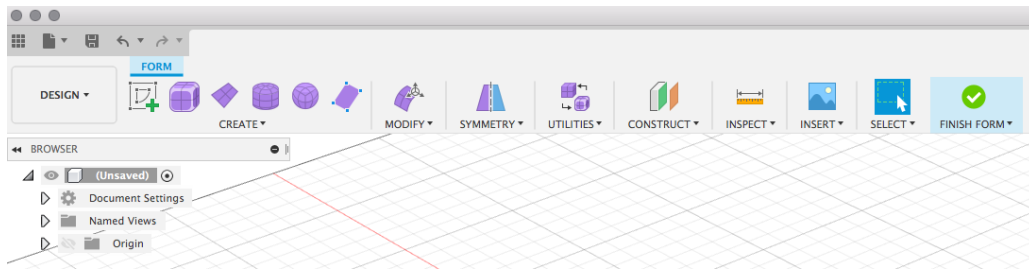 FORM
DESIGN
CREATE
MODIFY
SYMMETRY
UTILITIES
CONSTRUCT
INSPECT
INSERT
SELECT
FINISH FORM
BROWSER
(Unsaved)
Document Settings
Named Views
Origin